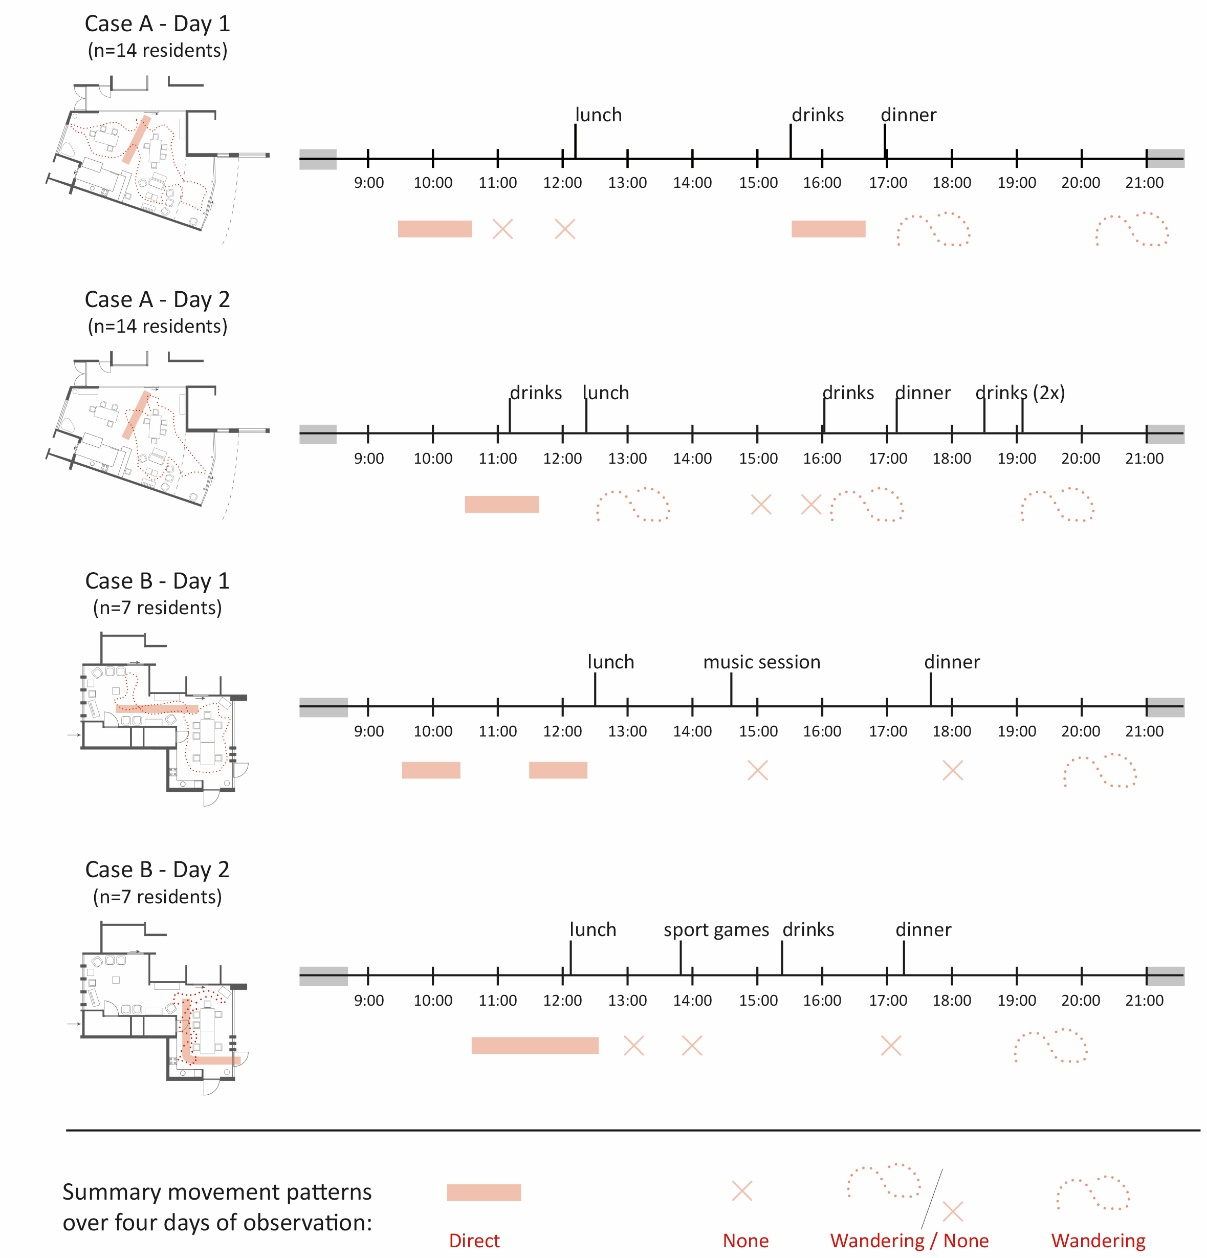 Case A - Day 1
(n=14 residents)
lunch drinks dinner
9:00 10:00 11:00 12:00 13:00 14:00 15:00 16:00 17:00 18:00 19:00 20:00 21:00
Case A - Day 2
(n=14 residents)
drinks lunch drinks dinner drinks (2x)
9:00 10:00 11:00 12:00 13:00 14:00 15:00 16:00 17:00 18:00 19:00 20:00 21:00
Case B - Day 1
(n=7 residents)
lunch music session dinner
9:00 10:00 11:00 12:00 13:00 14:00 15:00 16:00 17:00 18:00 19:00 20:00 21:00
Case B - Day 2
(n=7 residents)
lunch sport games drinks dinner
9:00 10:00 11:00 12:00 13:00 14:00 15:00 16:00 17:00 18:00 19:00 20:00 21:00
Summary movement patterns
over four days of observation:
Direct None Wandering / None Wandering